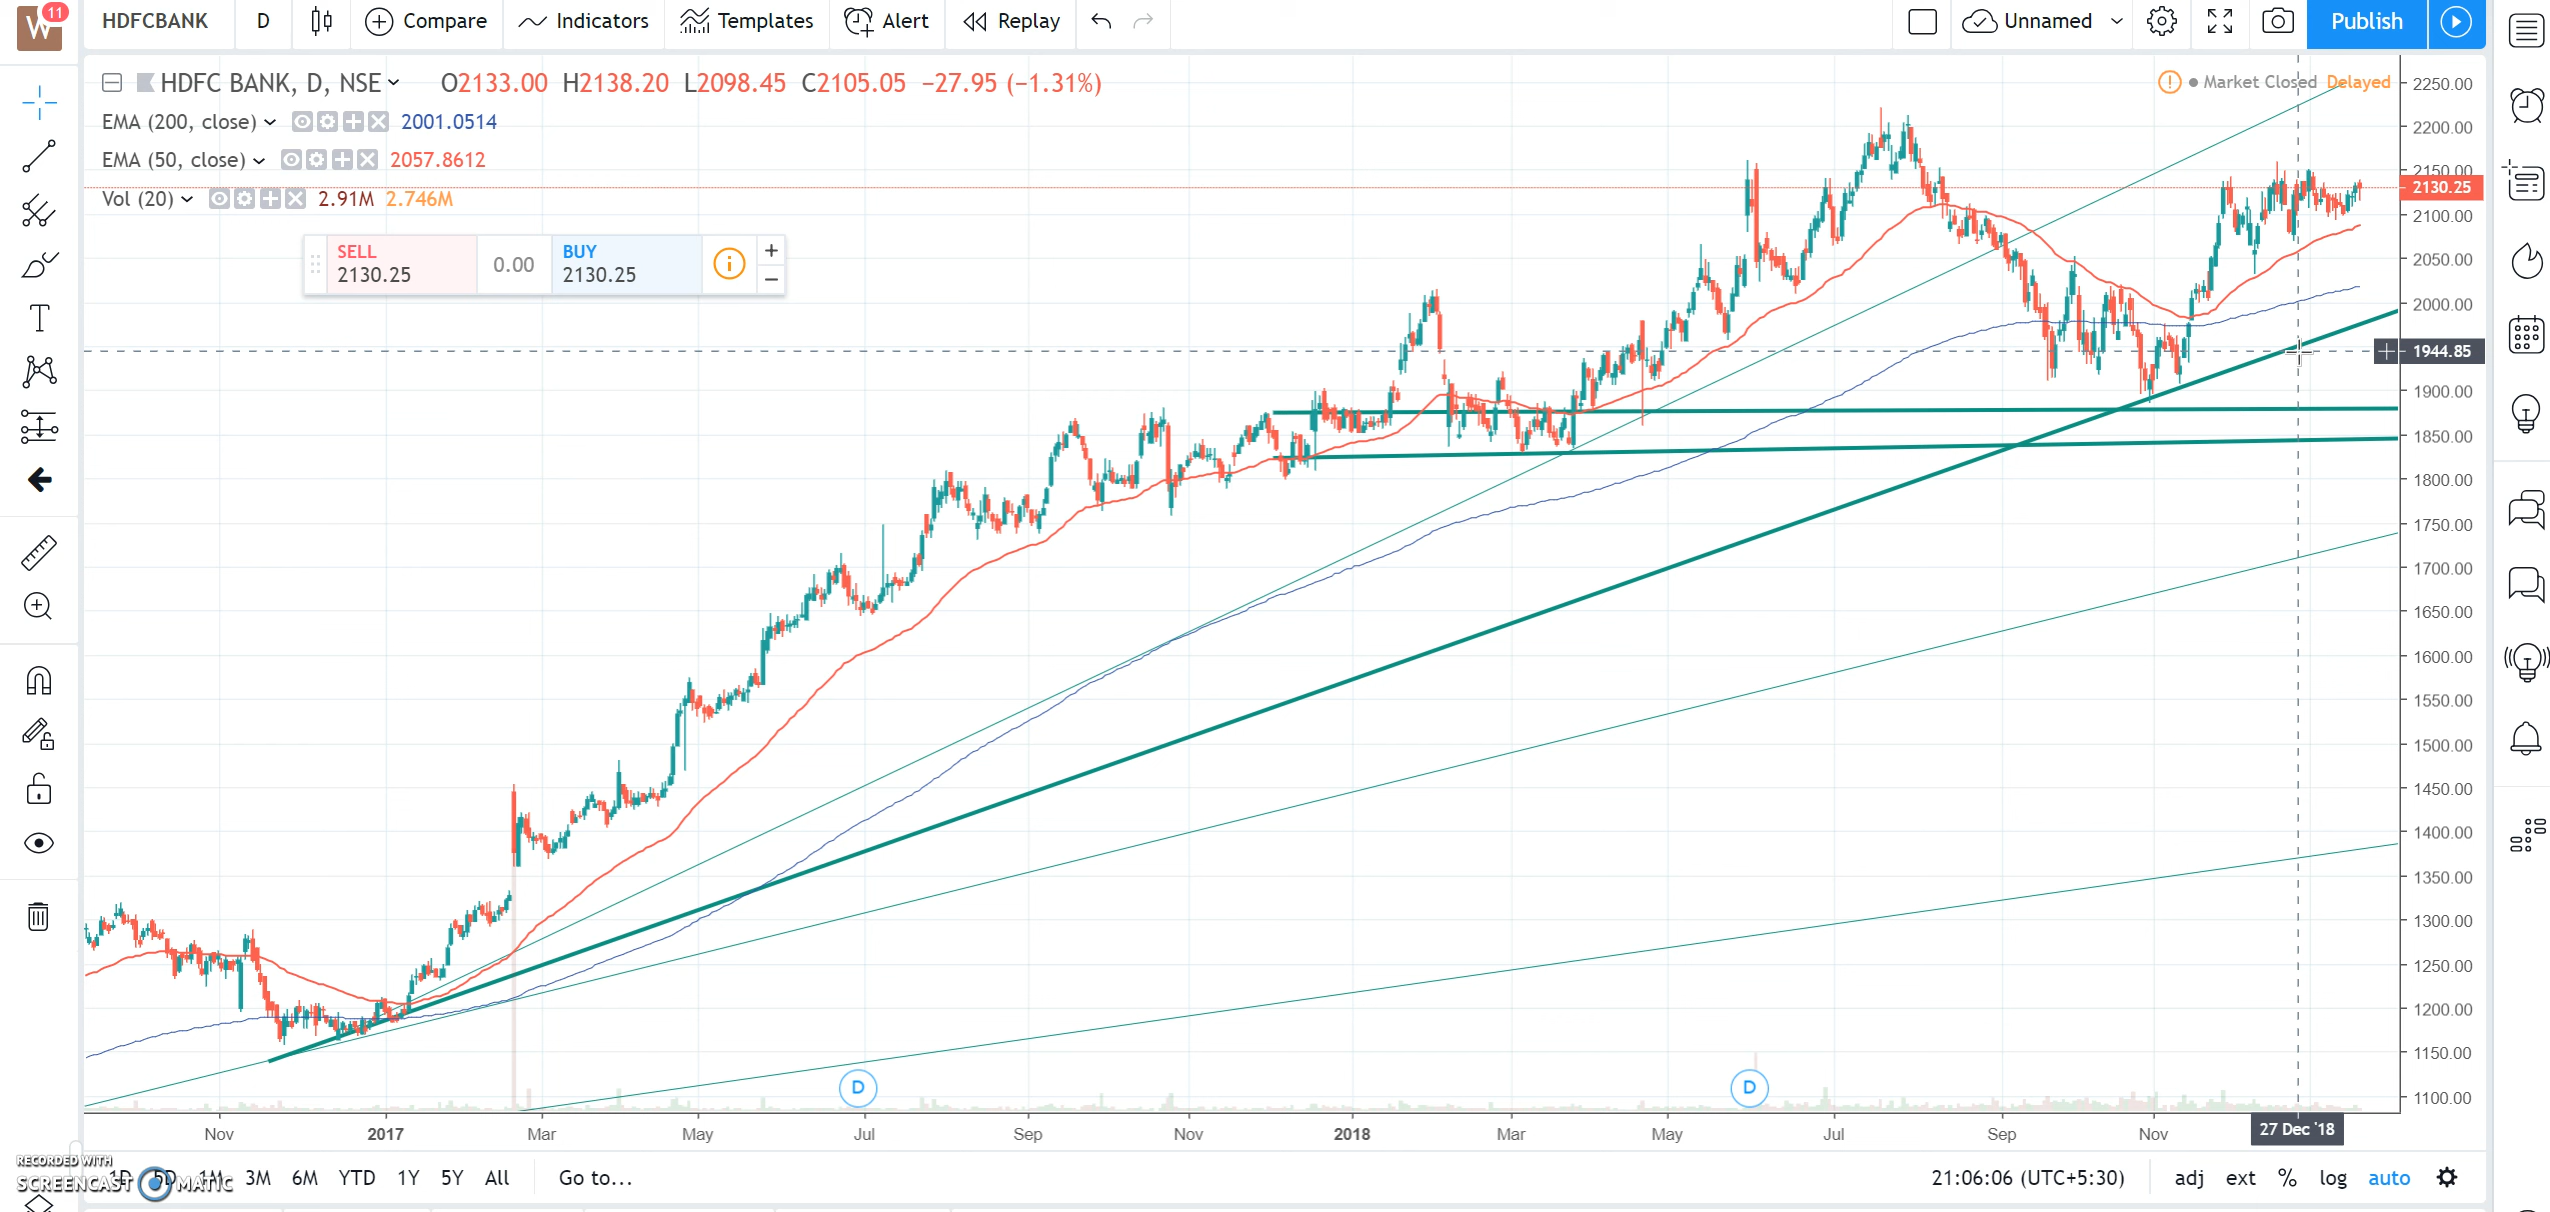 W 11 HDFCBANK D Compare Indicators Templates Alert Replay Unnamed Publish
HDFC BANK, D, NSE O2133.00 H2138.20 L2098.45 C2105.05 −27.95 (−1.31%)
Market Closed Delayed
EMA (200, close) 2001.0514
EMA (50, close) 2057.8612
Vol (20) 2.91M 2.746M
SELL
2130.25
0.00
BUY
2130.25
2250.00
2200.00
2150.00
2130.25
2100.00
2050.00
2000.00
1944.85
1900.00
1850.00
1800.00
1750.00
1700.00
1650.00
1600.00
1550.00
1500.00
1450.00
1400.00
1350.00
1300.00
1250.00
1200.00
1150.00
1100.00
D D
Nov 2017 Mar May Jul Sep Nov 2018 Mar May Jul Sep Nov 27 Dec '18
RECORDED WITH
SCREENCAST MATIC
1D 5D 1M 3M 6M YTD 1Y 5Y All Go to... 21:06:06 (UTC+5:30) adj ext % log auto